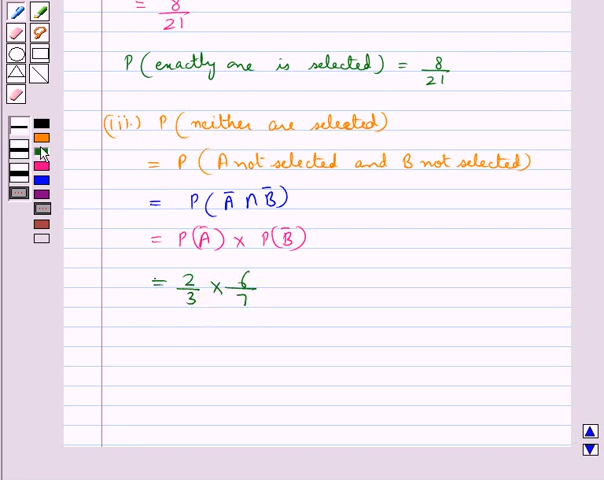 = 8/21
P (exactly one is selected) = 8/21
(iii.) P (neither are selected)
= P (A not selected and B not selected)
= P (A̅ ∩ B̅)
= P(A̅) × P(B̅)
= 2/3 × 6/7